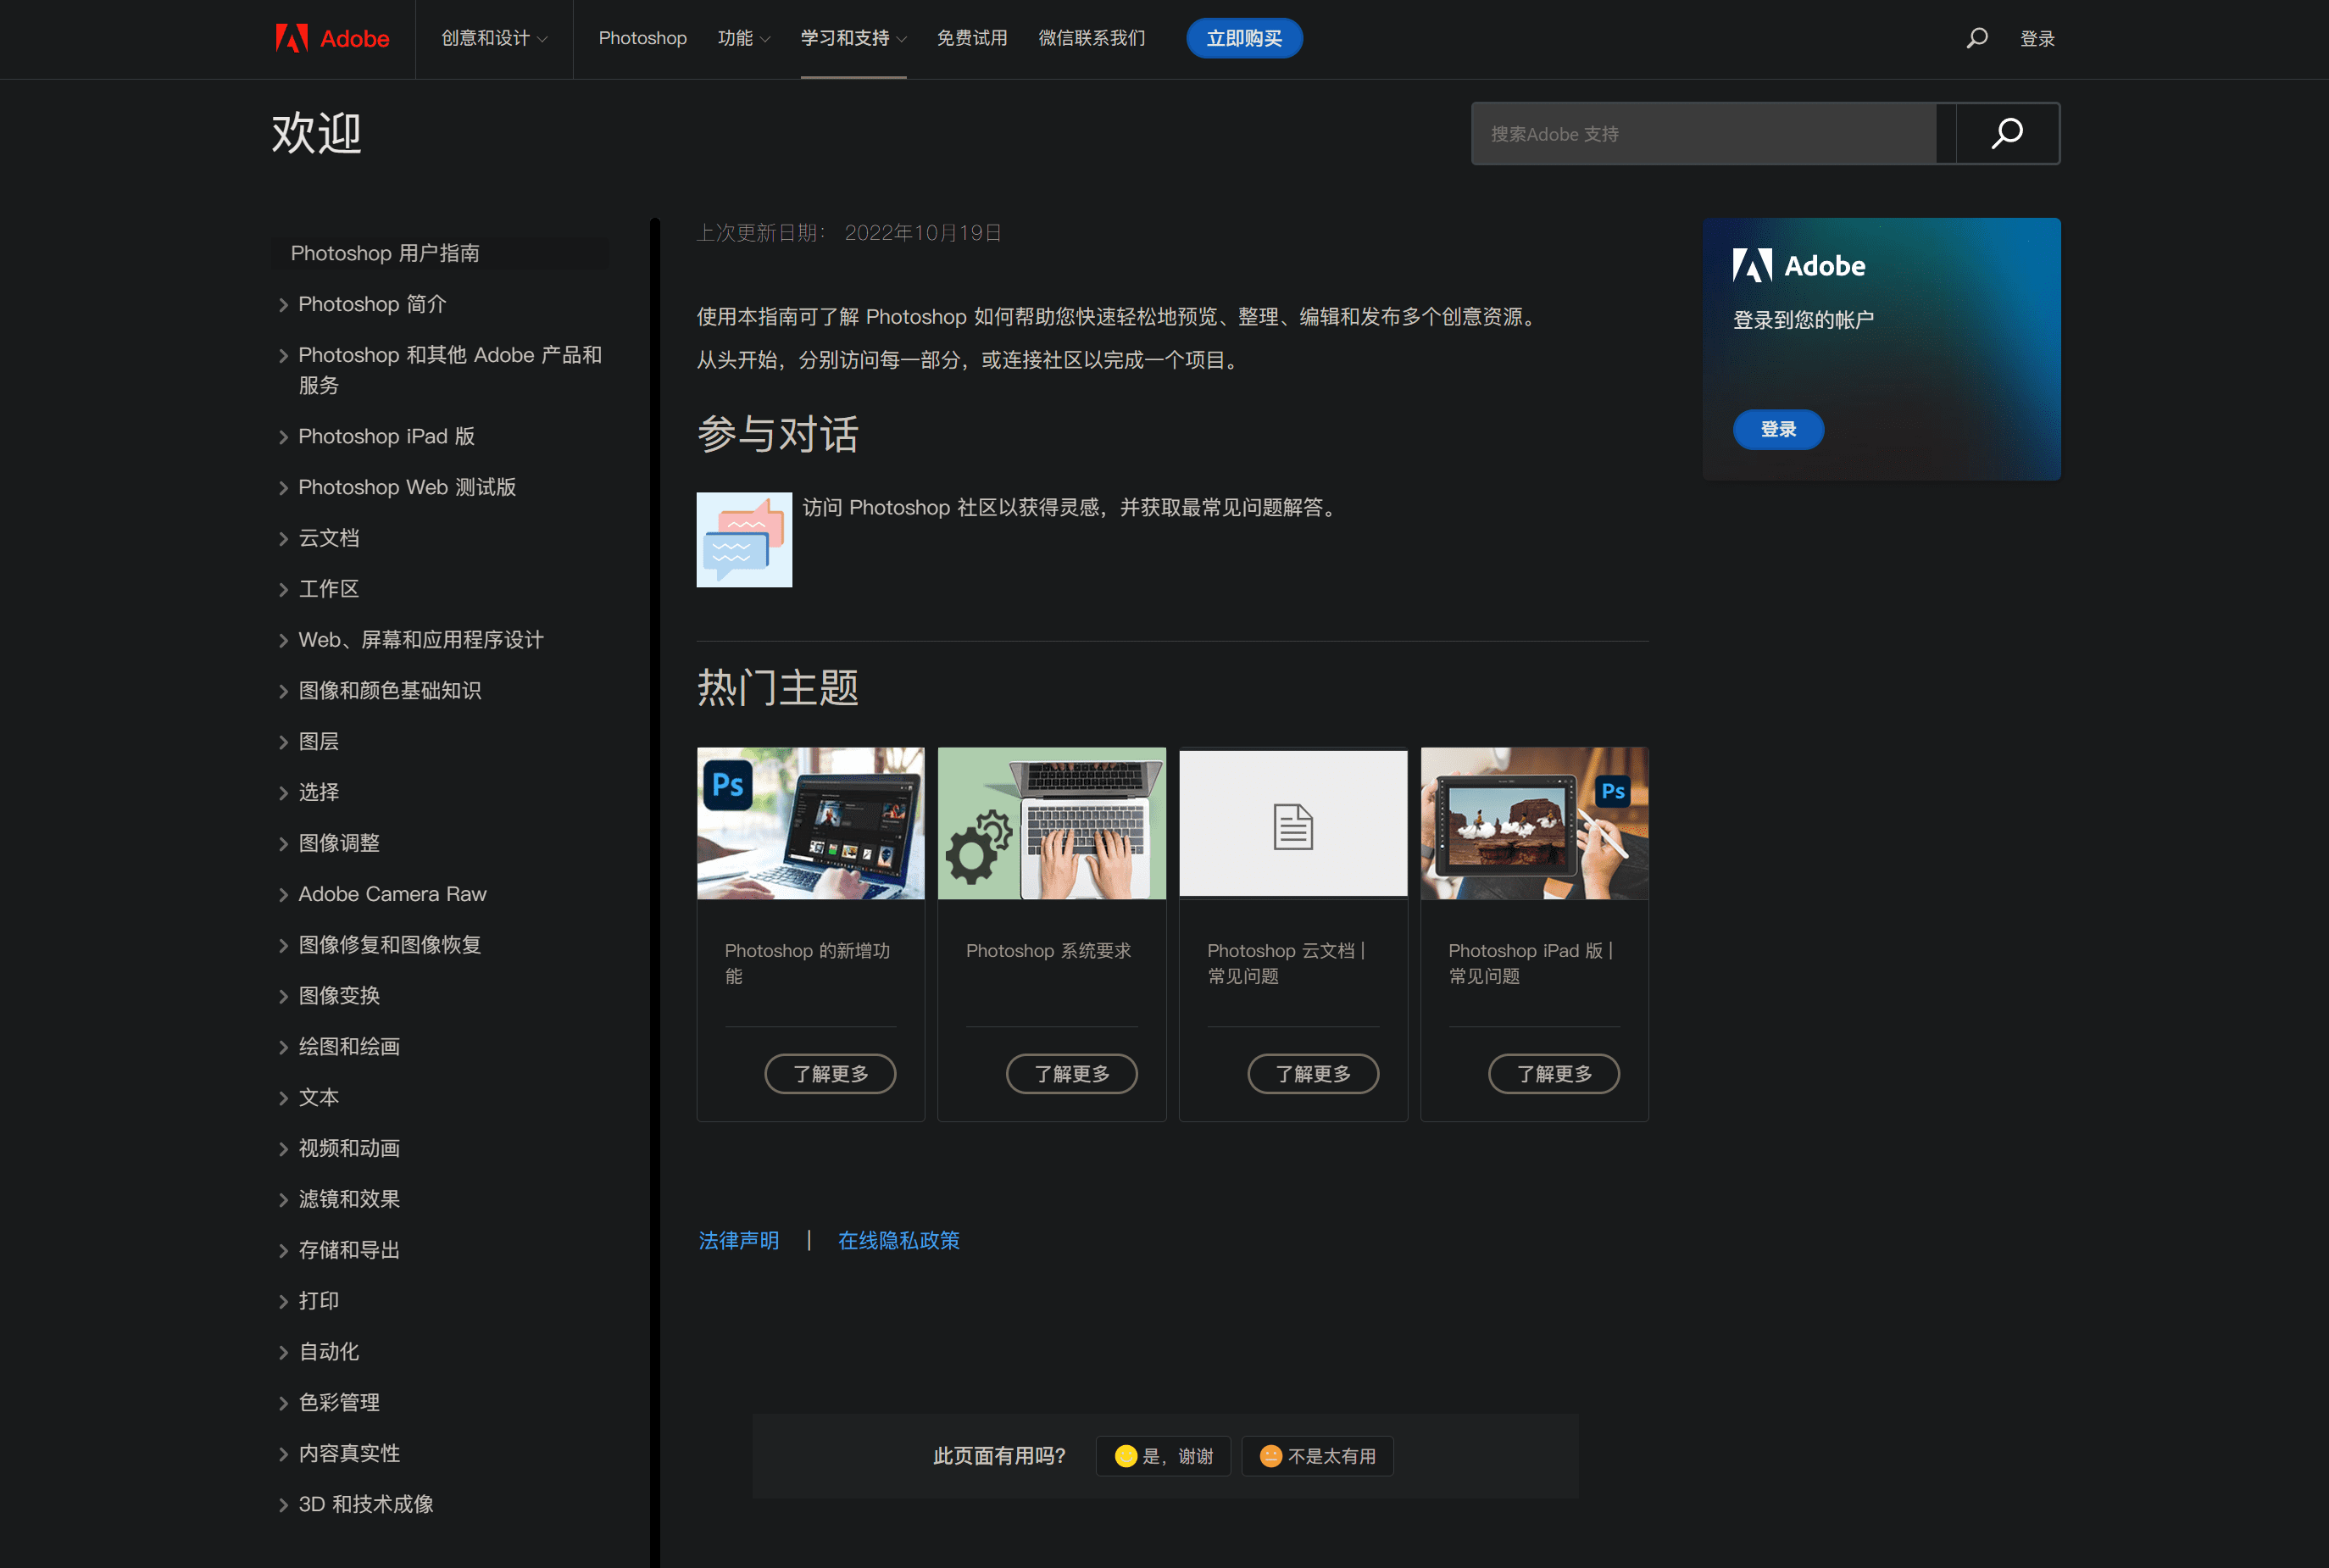 Adobe
创意和设计
Photoshop
功能
学习和支持
免费试用
微信联系我们
立即购买
登录
欢迎
搜索Adobe 支持
Photoshop 用户指南
Photoshop 简介
Photoshop 和其他 Adobe 产品和
服务
Photoshop iPad 版
Photoshop Web 测试版
云文档
工作区
Web、屏幕和应用程序设计
图像和颜色基础知识
图层
选择
图像调整
Adobe Camera Raw
图像修复和图像恢复
图像变换
绘图和绘画
文本
视频和动画
滤镜和效果
存储和导出
打印
自动化
色彩管理
内容真实性
3D 和技术成像
上次更新日期： 2022年10月19日
使用本指南可了解 Photoshop 如何帮助您快速轻松地预览、整理、编辑和发布多个创意资源。
从头开始，分别访问每一部分，或连接社区以完成一个项目。
参与对话
访问 Photoshop 社区以获得灵感，并获取最常见问题解答。
热门主题
Ps
Photoshop 的新增功
能
了解更多
Photoshop 系统要求
了解更多
Photoshop 云文档 |
常见问题
了解更多
Ps
Photoshop iPad 版 |
常见问题
了解更多
法律声明 | 在线隐私政策
此页面有用吗?
是，谢谢
不是太有用
Adobe
登录到您的帐户
登录